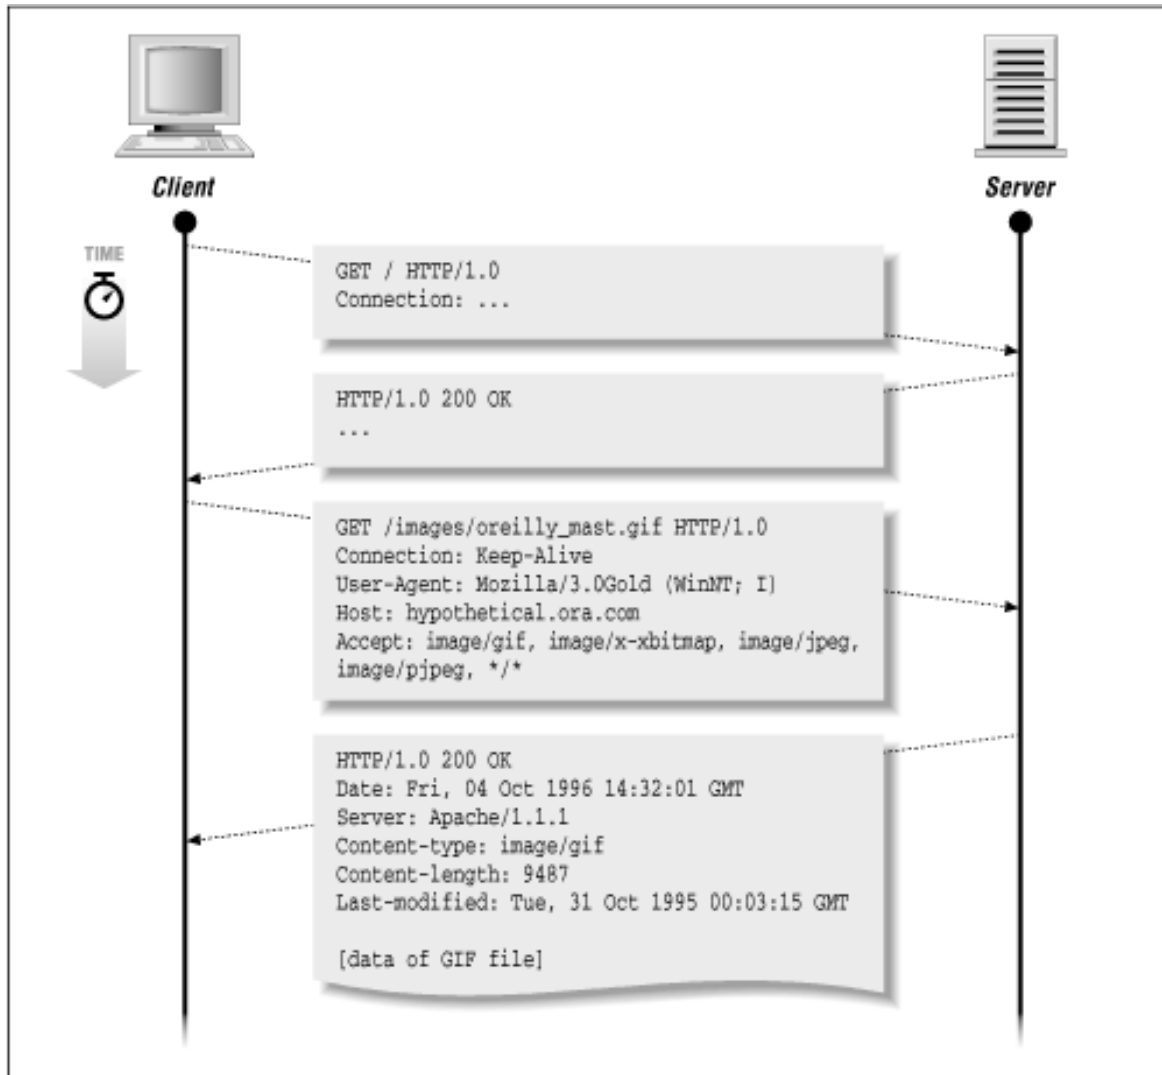 Client
Server
TIME
GET / HTTP/1.0
Connection: ...
HTTP/1.0 200 OK
...
GET /images/oreilly_mast.gif HTTP/1.0
Connection: Keep-Alive
User-Agent: Mozilla/3.0Gold (WinNT; I)
Host: hypothetical.ora.com
Accept: image/gif, image/x-xbitmap, image/jpeg,
image/pjpeg, */*
HTTP/1.0 200 OK
Date: Fri, 04 Oct 1996 14:32:01 GMT
Server: Apache/1.1.1
Content-type: image/gif
Content-length: 9487
Last-modified: Tue, 31 Oct 1995 00:03:15 GMT
[data of GIF file]